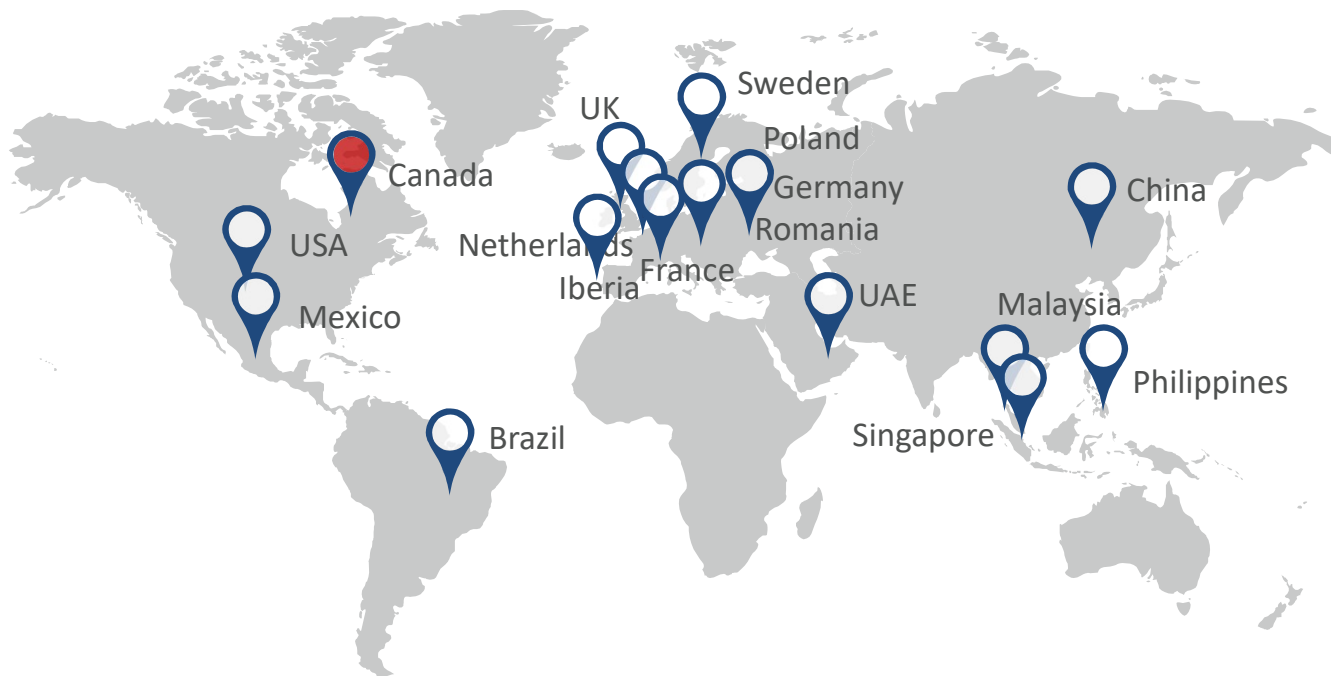 Sweden
UK
Poland
Canada
Germany
China
Romania
USA
Netherlands
France
Iberia
UAE
Malaysia
Mexico
Philippines
Singapore
Brazil